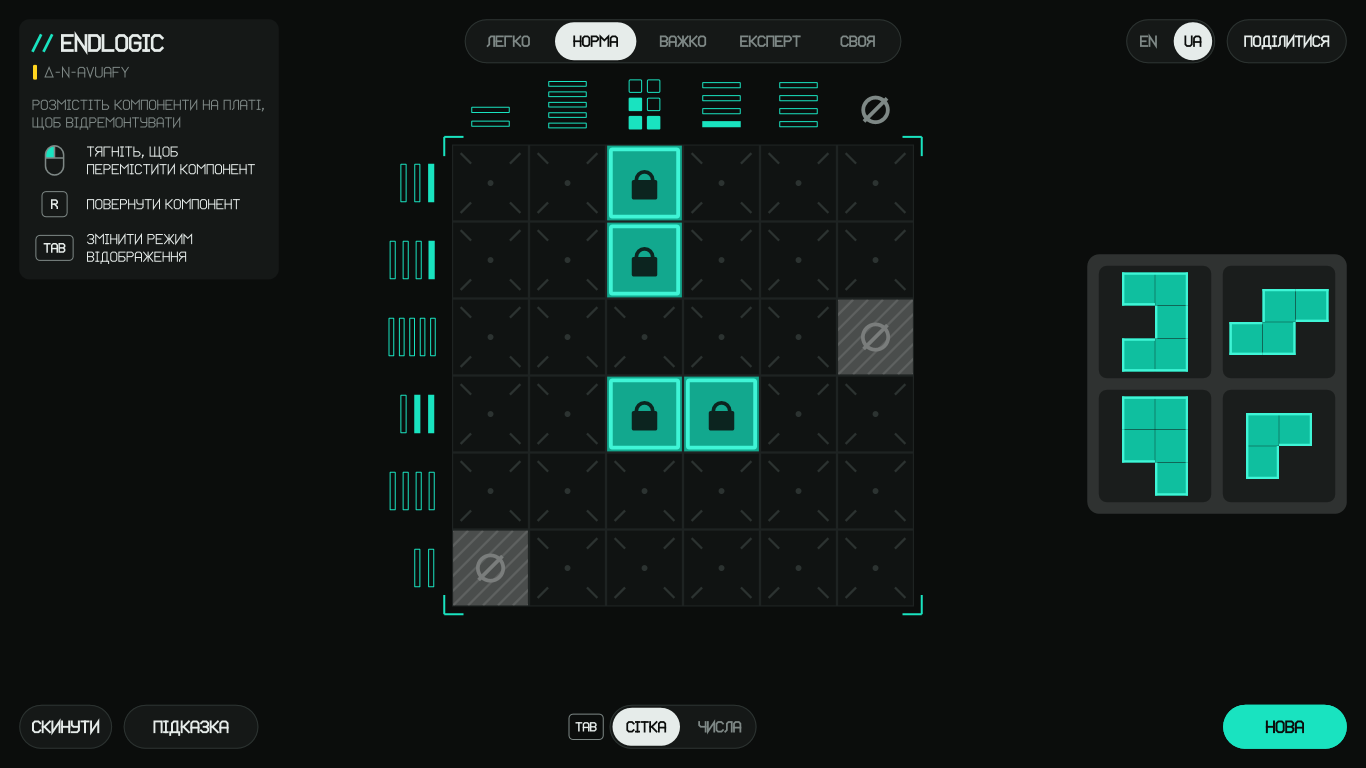 // ENDLOGIC
Δ-N-AVUAFY
РОЗМІСТІТЬ КОМПОНЕНТИ НА ПЛАТІ,
ЩОБ ВІДРЕМОНТУВАТИ
ТЯГНІТЬ, ЩОБ
ПЕРЕМІСТИТИ КОМПОНЕНТ
R
ПОВЕРНУТИ КОМПОНЕНТ
TAB
ЗМІНИТИ РЕЖИМ
ВІДОБРАЖЕННЯ
ЛЕГКО
НОРМА
ВАЖКО
ЕКСПЕРТ
СВОЯ
EN
UA
ПОДІЛИТИСЯ
СКИНУТИ
ПІДКАЗКА
TAB
СІТКА
ЧИСЛА
НОВА